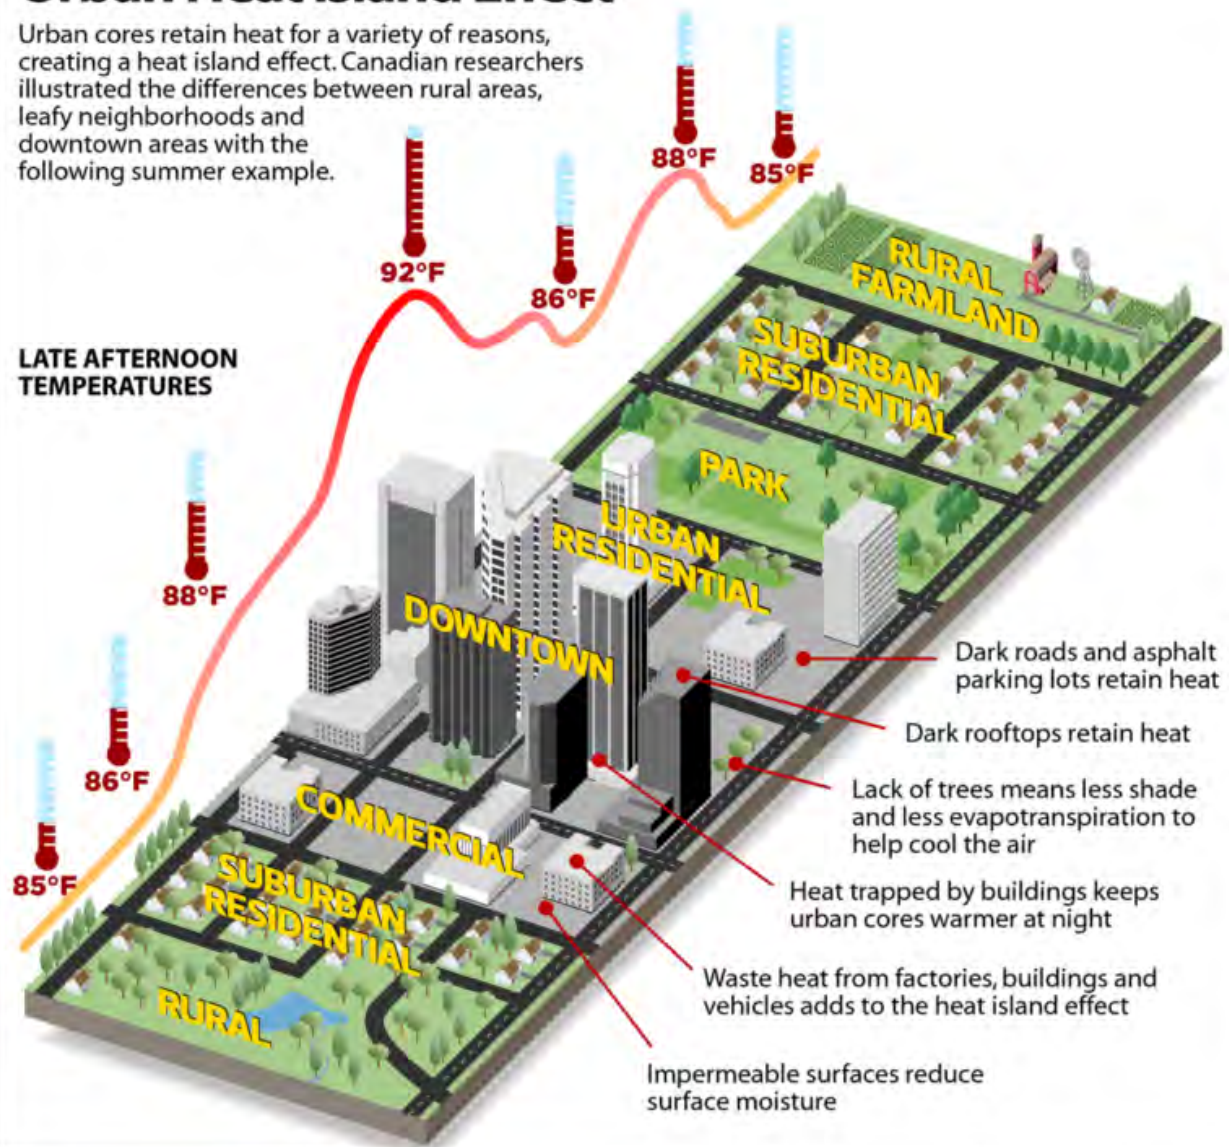 Urban Heat Island Effect
Urban cores retain heat for a variety of reasons,
creating a heat island effect. Canadian researchers
illustrated the differences between rural areas,
leafy neighborhoods and
downtown areas with the
following summer example.
88°F
85°F
92°F
86°F
LATE AFTERNOON
TEMPERATURES
88°F
86°F
85°F
RURAL
FARMLAND
SUBURBAN
RESIDENTIAL
PARK
URBAN
RESIDENTIAL
DOWNTOWN
COMMERCIAL
SUBURBAN
RESIDENTIAL
RURAL
Dark roads and asphalt
parking lots retain heat
Dark rooftops retain heat
Lack of trees means less shade
and less evapotranspiration to
help cool the air
Heat trapped by buildings keeps
urban cores warmer at night
Waste heat from factories, buildings and
vehicles adds to the heat island effect
Impermeable surfaces reduce
surface moisture